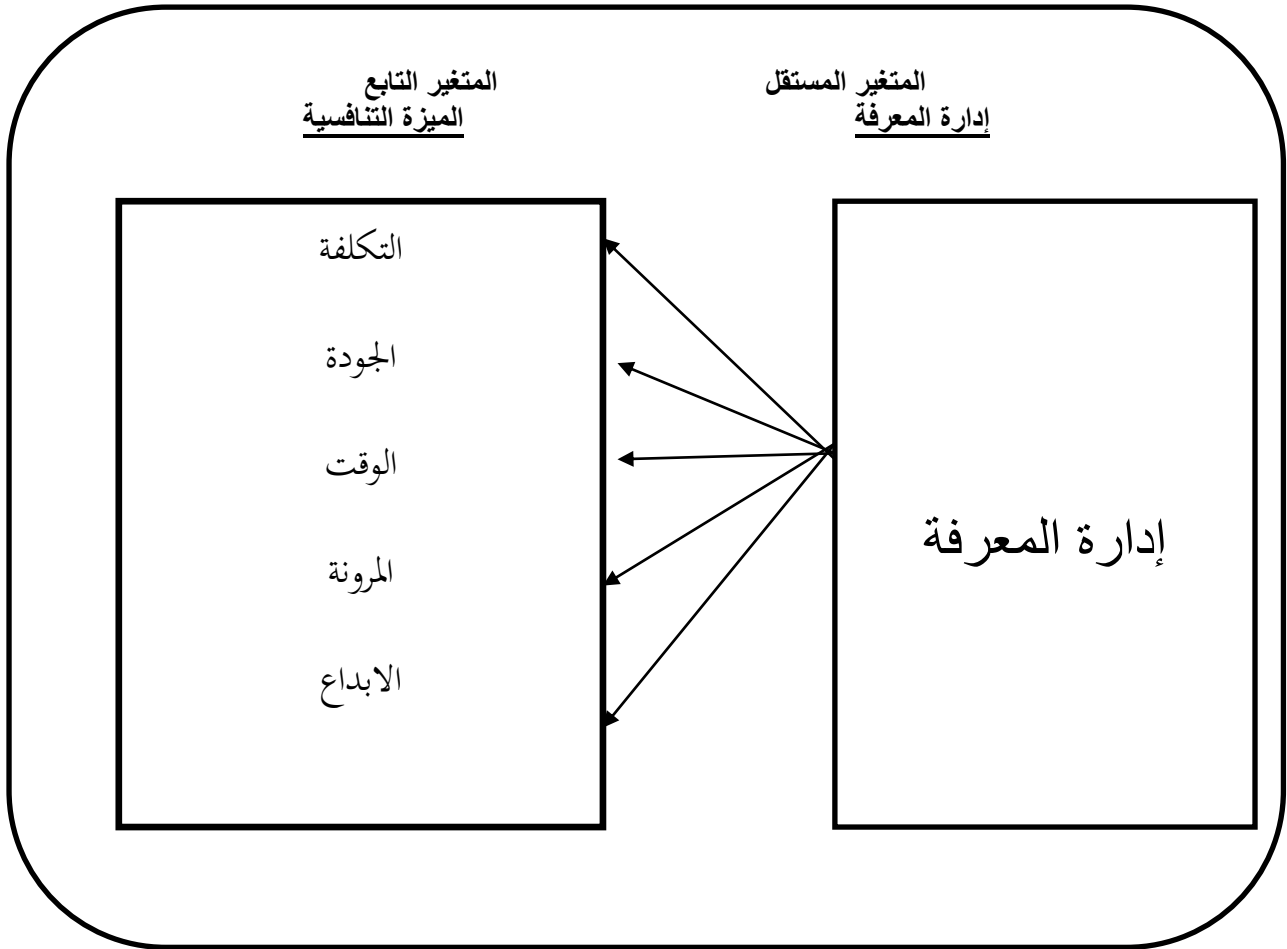 المتغير المستقل
إدارة المعرفة
المتغير التابع
الميزة التنافسية
إدارة المعرفة
التكلفة
الجودة
الوقت
المرونة
الابداع